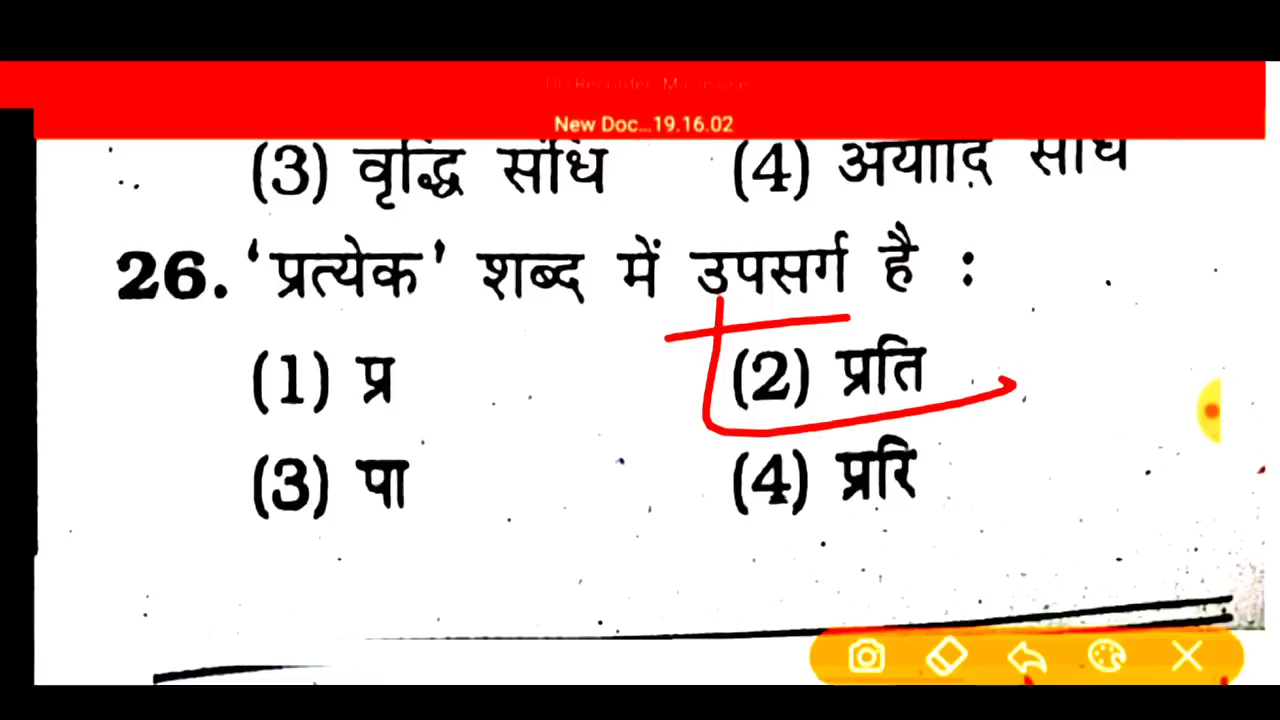 New Doc...19.16.02
(3) वृद्धि संधि (4) अयादि संधि
26. 'प्रत्येक' शब्द में उपसर्ग है :
(1) प्र (2) प्रति
(3) पा (4) प्ररि